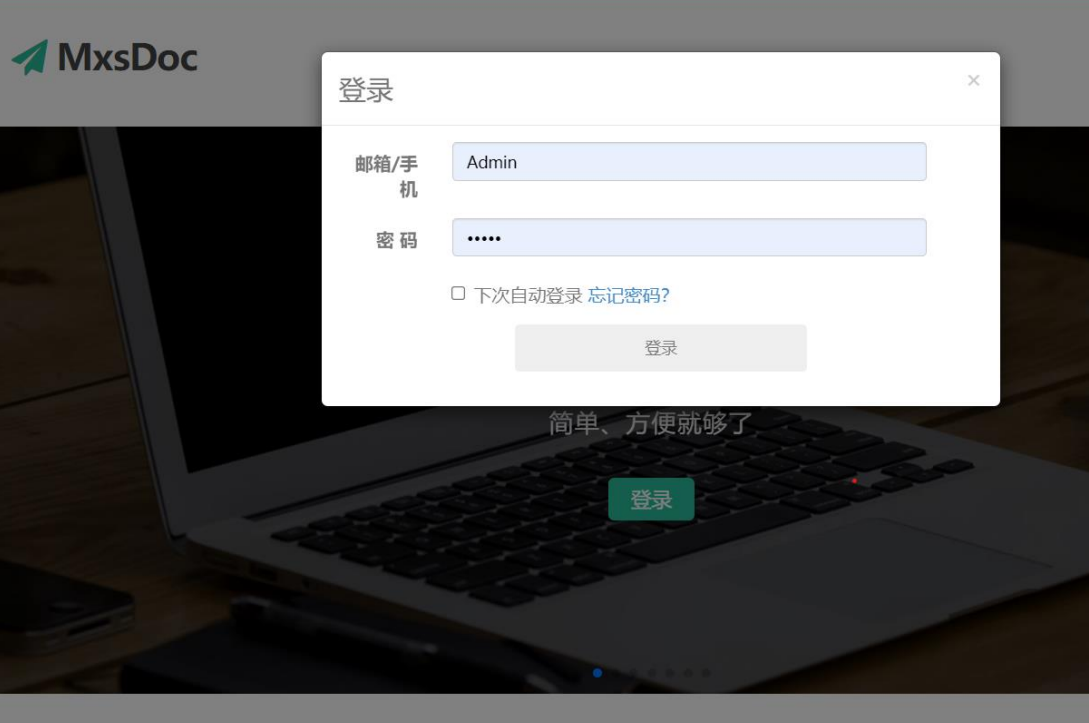 MxsDoc
登录
×
邮箱/手
机
Admin
密 码
•••••
下次自动登录 忘记密码?
登录
简单、方便就够了
登录